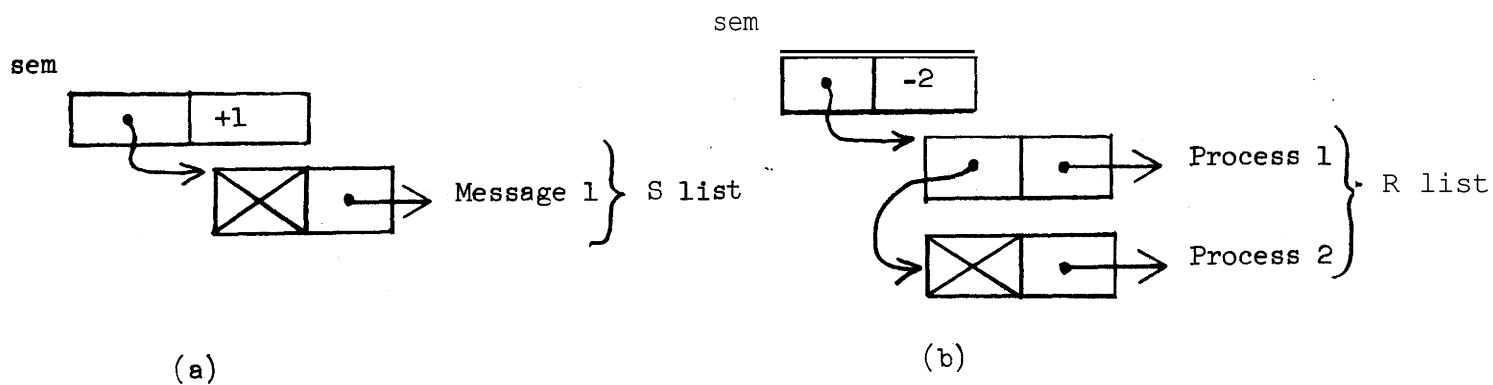 sem
+1
Message 1
S list
(a)
sem
-2
Process 1
R list
Process 2
(b)